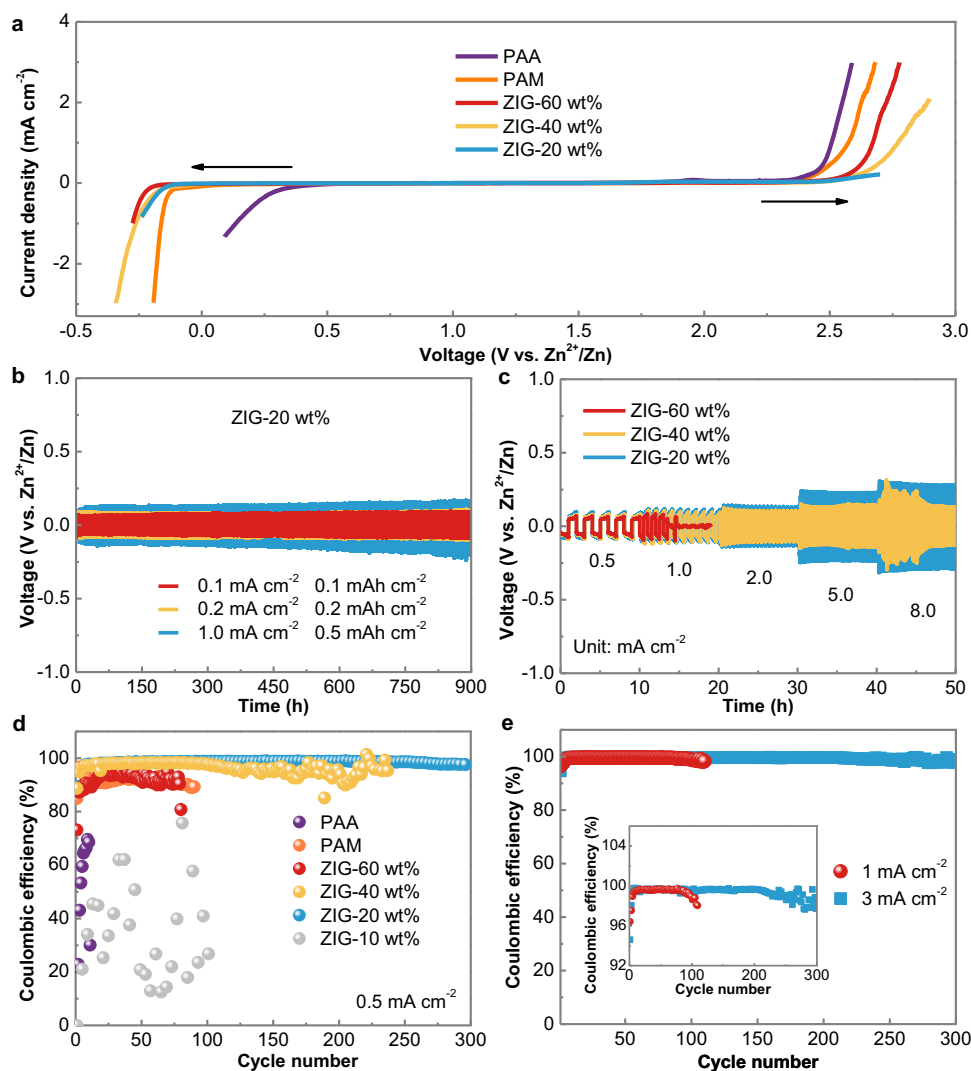 a
4
2
0
-2
Current density (mA cm-2)
PAA
PAM
ZIG-60 wt%
ZIG-40 wt%
ZIG-20 wt%
-0.5 0.0 0.5 1.0 1.5 2.0 2.5 3.0
Voltage (V vs. Zn2+/Zn)
b
1.0
0.5
0.0
-0.5
-1.0
Voltage (V vs. Zn2+/Zn)
ZIG-20 wt%
0.1 mA cm-2 0.1 mAh cm-2
0.2 mA cm-2 0.2 mAh cm-2
1.0 mA cm-2 0.5 mAh cm-2
0 150 300 450 600 750 900
Time (h)
c
1.0
0.5
0.0
-0.5
-1.0
Voltage (V vs. Zn2+/Zn)
ZIG-60 wt%
ZIG-40 wt%
ZIG-20 wt%
0.5
1.0
2.0
5.0
8.0
Unit: mA cm-2
0 10 20 30 40 50
Time (h)
d
100
80
60
40
20
0
Coulombic efficiency (%)
PAA
PAM
ZIG-60 wt%
ZIG-40 wt%
ZIG-20 wt%
ZIG-10 wt%
0.5 mA cm-2
0 50 100 150 200 250 300
Cycle number
e
100
80
60
40
20
0
Coulombic efficiency (%)
104
100
96
92
Coulombic efficiency (%)
0 100 200 300
Cycle number
1 mA cm-2
3 mA cm-2
50 100 150 200 250 300
Cycle number